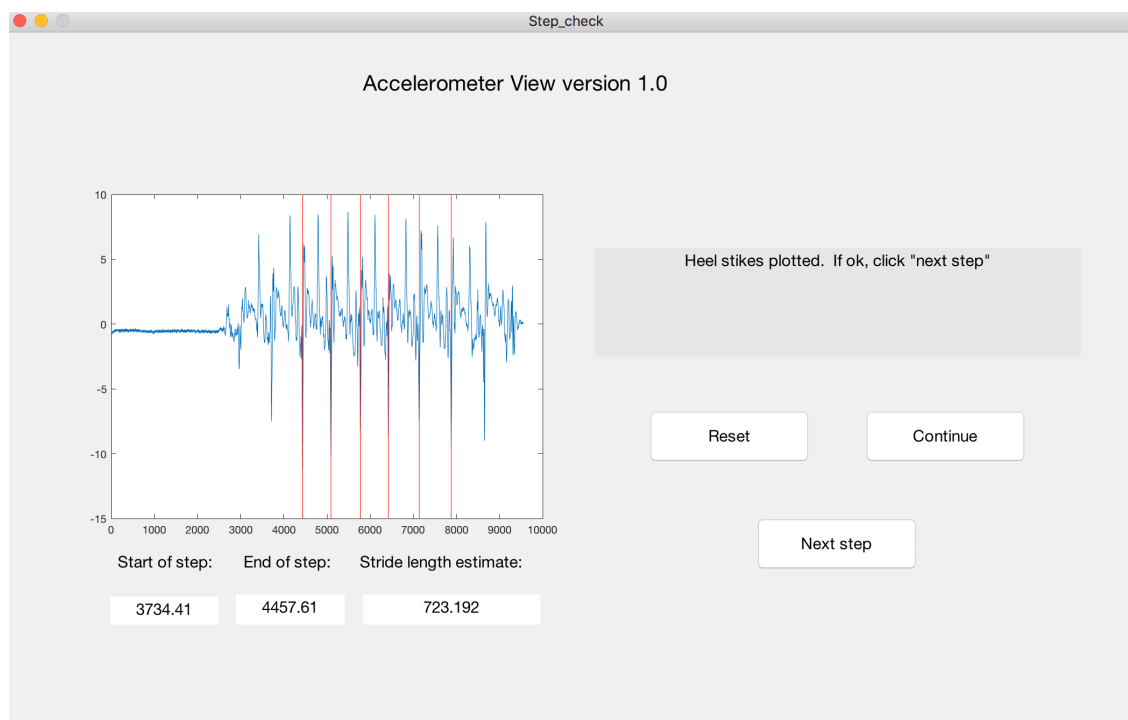 Step_check
Accelerometer View version 1.0
10
5
0
-5
-10
-15
0 1000 2000 3000 4000 5000 6000 7000 8000 9000 10000
Heel stikes plotted.  If ok, click "next step"
Reset Continue
Next step
Start of step: End of step: Stride length estimate:
3734.41 4457.61 723.192